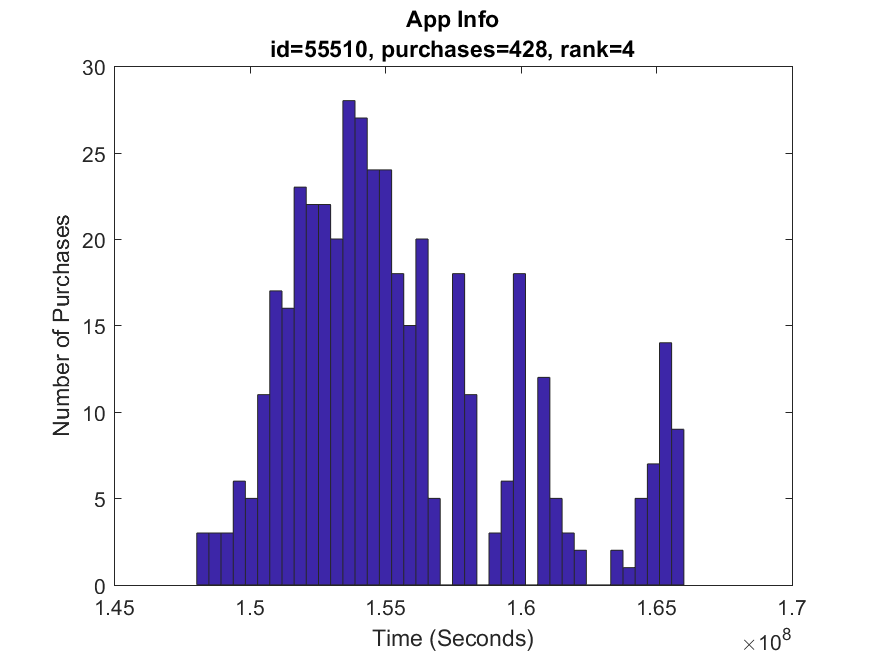 App Info
id=55510, purchases=428, rank=4
30
25
20
15
10
5
0
Number of Purchases
1.45 1.5 1.55 1.6 1.65 1.7
Time (Seconds)
×10^8